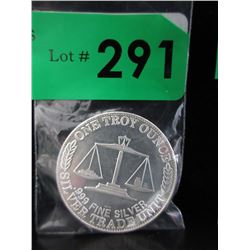 Lot # 291
ONE TROY OUNCE
.999 FINE SILVER
SILVER TRADE UNIT